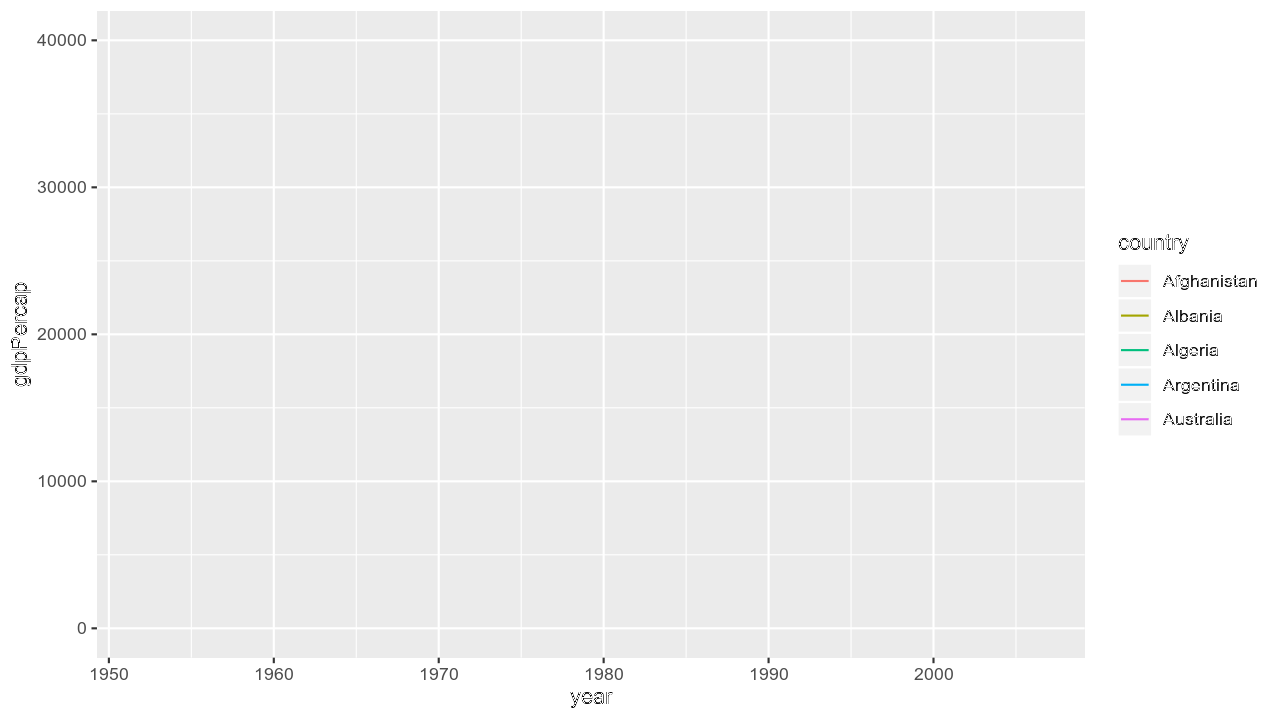 40000
30000
20000
10000
0
gdpPercap
1950 1960 1970 1980 1990 2000
year
country
Afghanistan
Albania
Algeria
Argentina
Australia